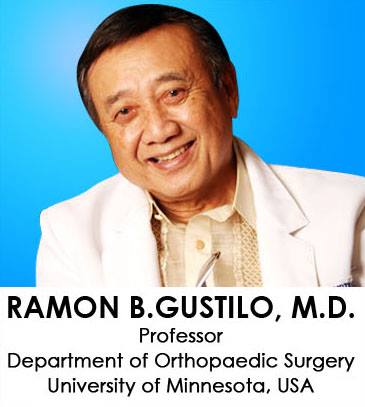 RAMON B.GUSTILO, M.D.
Professor
Department of Orthopaedic Surgery
University of Minnesota, USA